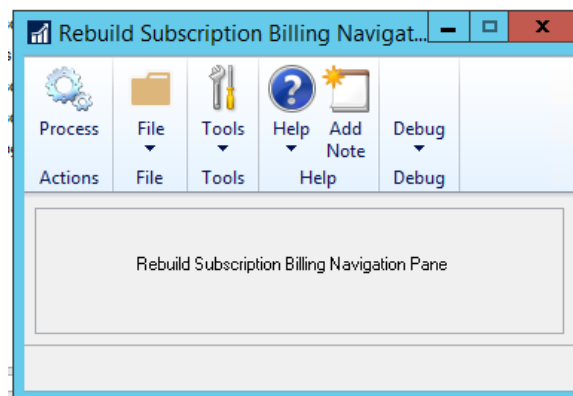 Rebuild Subscription Billing Navigat...
Process
File
Tools
Help
Add
Note
Debug
Actions
File
Tools
Help
Debug
Rebuild Subscription Billing Navigation Pane